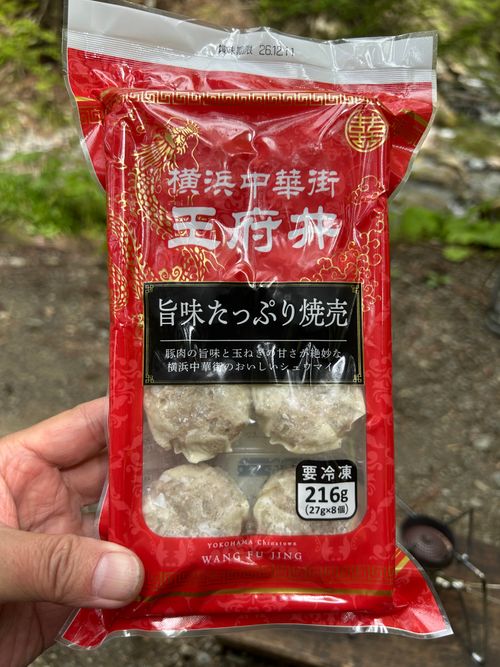 賞味期限 26.12.11
囍
横浜中華街
王府井
旨味たっぷり焼売
豚肉の旨味と玉ねぎの甘さが絶妙な
横浜中華街のおいしいシュウマイ。
要冷凍
216g
(27g×8個)
YOKOHAMA Chinatown
WANG FU JING